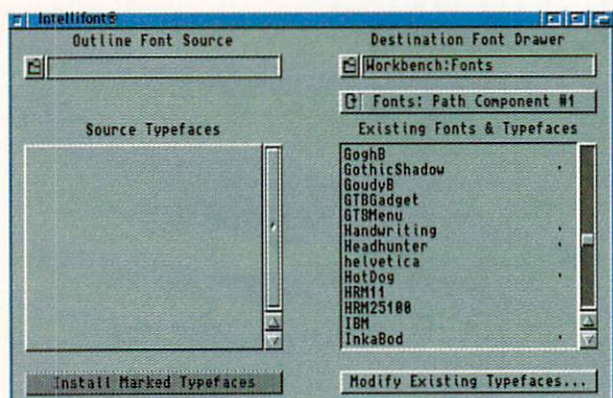 Intellifont®
Outline Font Source
Destination Font Drawer
Workbench:Fonts
Fonts: Path Component #1
Source Typefaces
Existing Fonts & Typefaces
GoghB
GothicShadow
GoudyB
GTBGadget
GTBMenu
Handwriting
Headhunter
helvetica
HotDog
HRM11
HRM25100
IBM
InkaBod
Install Marked Typefaces
Modify Existing Typefaces...